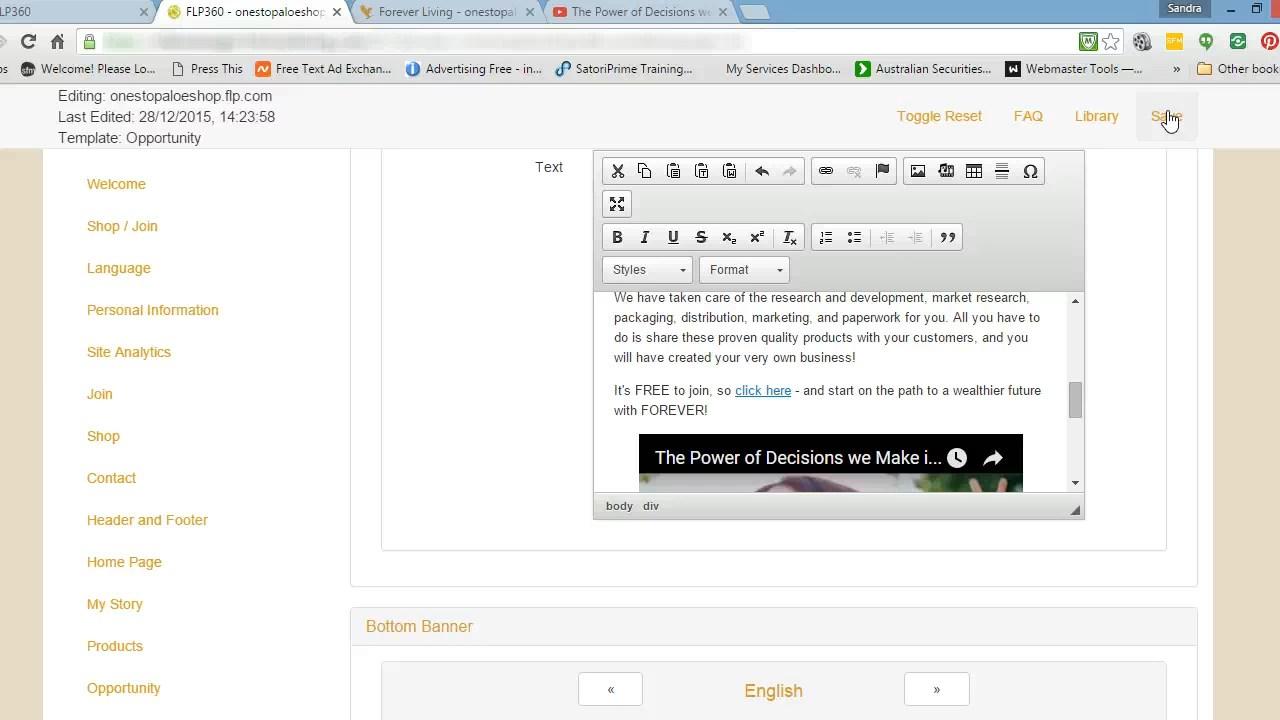 FLP360
FLP360 - onestopaloeshop
Forever Living - onestopal
The Power of Decisions we
Sandra
ps
sfm Welcome! Please Lo...
Press This
Free Text Ad Exchan...
Advertising Free - in...
SatoriPrime Training...
My Services Dashbo...
Australian Securities...
Webmaster Tools —...
»
Other book
SFM
Editing: onestopaloeshop.flp.com
Last Edited: 28/12/2015, 14:23:58
Template: Opportunity
Toggle Reset
FAQ
Library
Save
Welcome
Shop / Join
Language
Personal Information
Site Analytics
Join
Shop
Contact
Header and Footer
Home Page
My Story
Products
Opportunity
Text
Styles
Format
We have taken care of the research and development, market research,
packaging, distribution, marketing, and paperwork for you. All you have to
do is share these proven quality products with your customers, and you
will have created your very own business!
It's FREE to join, so click here - and start on the path to a wealthier future
with FOREVER!
The Power of Decisions we Make i...
body div
Bottom Banner
«
English
»